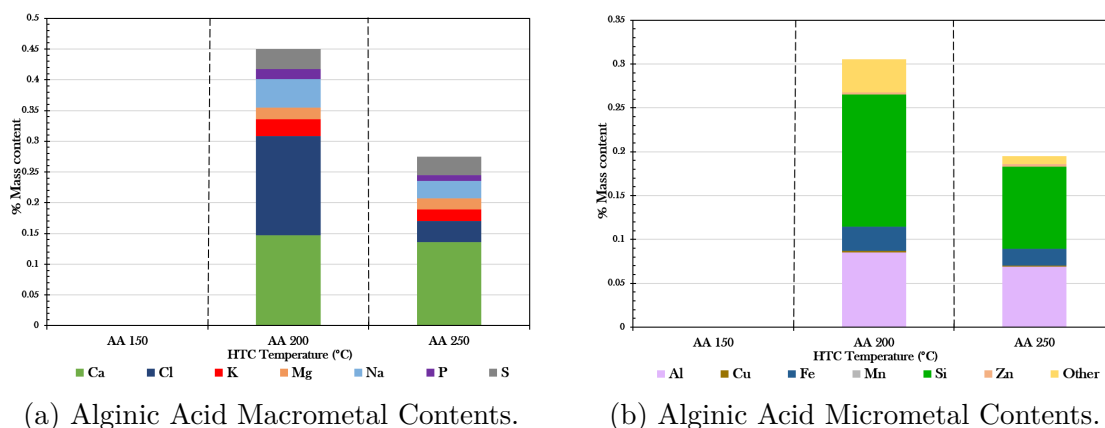 0.5
0.45
0.4
0.35
0.3
0.25
0.2
0.15
0.1
0.05
0
% Mass content
AA 150 AA 200 AA 250
HTC Temperature (°C)
Ca Cl K Mg Na P S
(a) Alginic Acid Macrometal Contents.
0.35
0.3
0.25
0.2
0.15
0.1
0.05
0
% Mass content
AA 150 AA 200 AA 250
HTC Temperature (°C)
Al Cu Fe Mn Si Zn Other
(b) Alginic Acid Micrometal Contents.